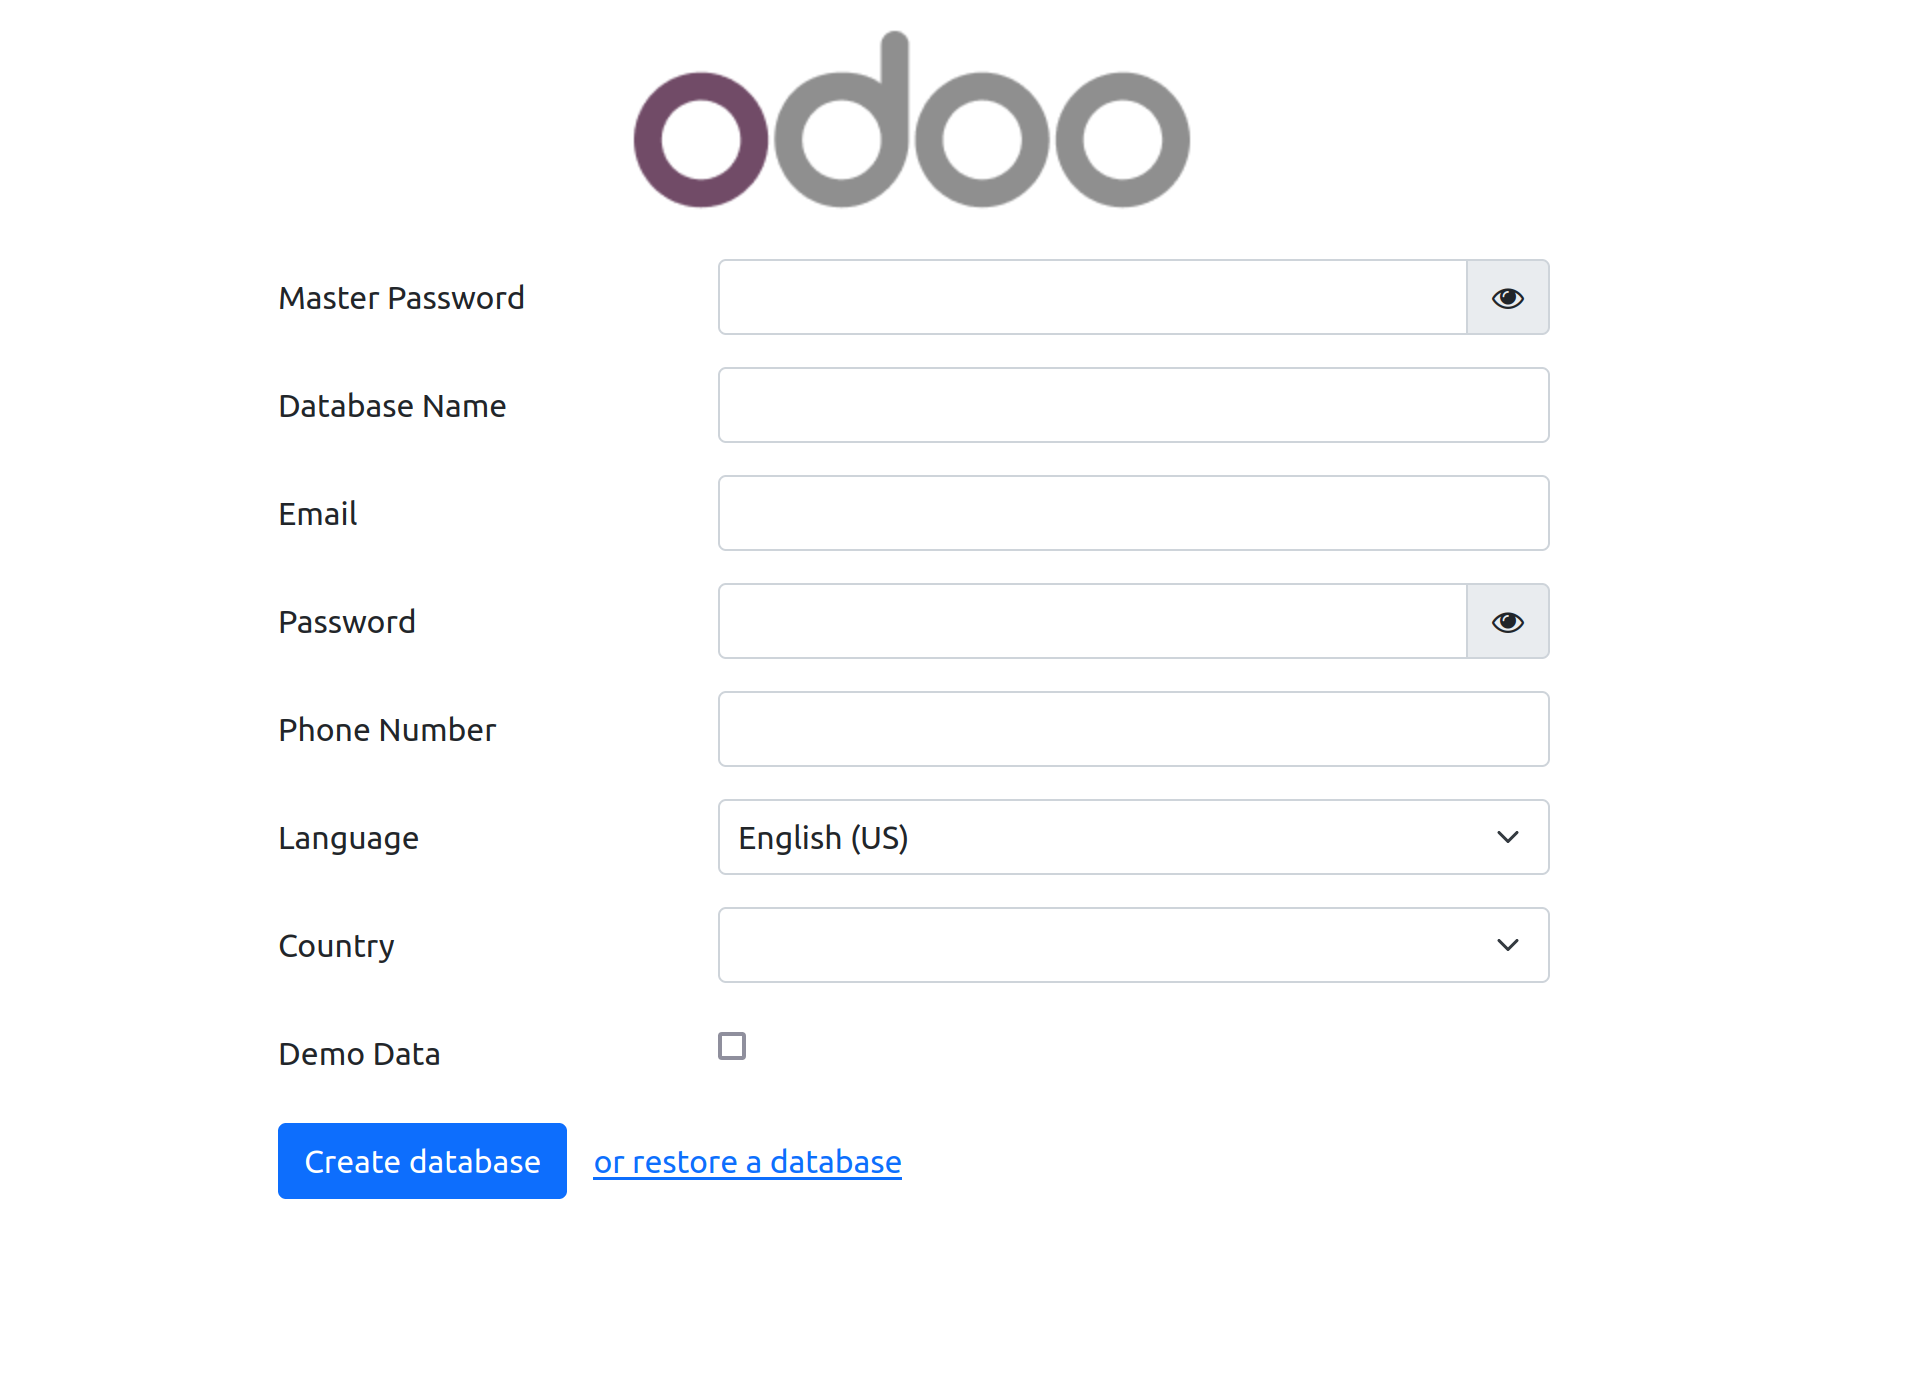 odoo
Master Password
Database Name
Email
Password
Phone Number
Language English (US)
Country
Demo Data
Create database or restore a database